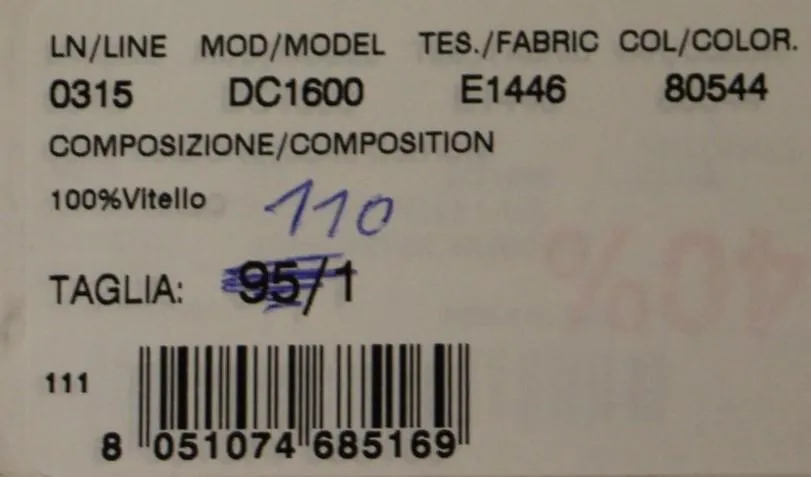 LN/LINE MOD/MODEL TES./FABRIC COL/COLOR.
0315 DC1600 E1446 80544
COMPOSIZIONE/COMPOSITION
100%Vitello 110
TAGLIA: 95/1
40%
111
8 051074 685169